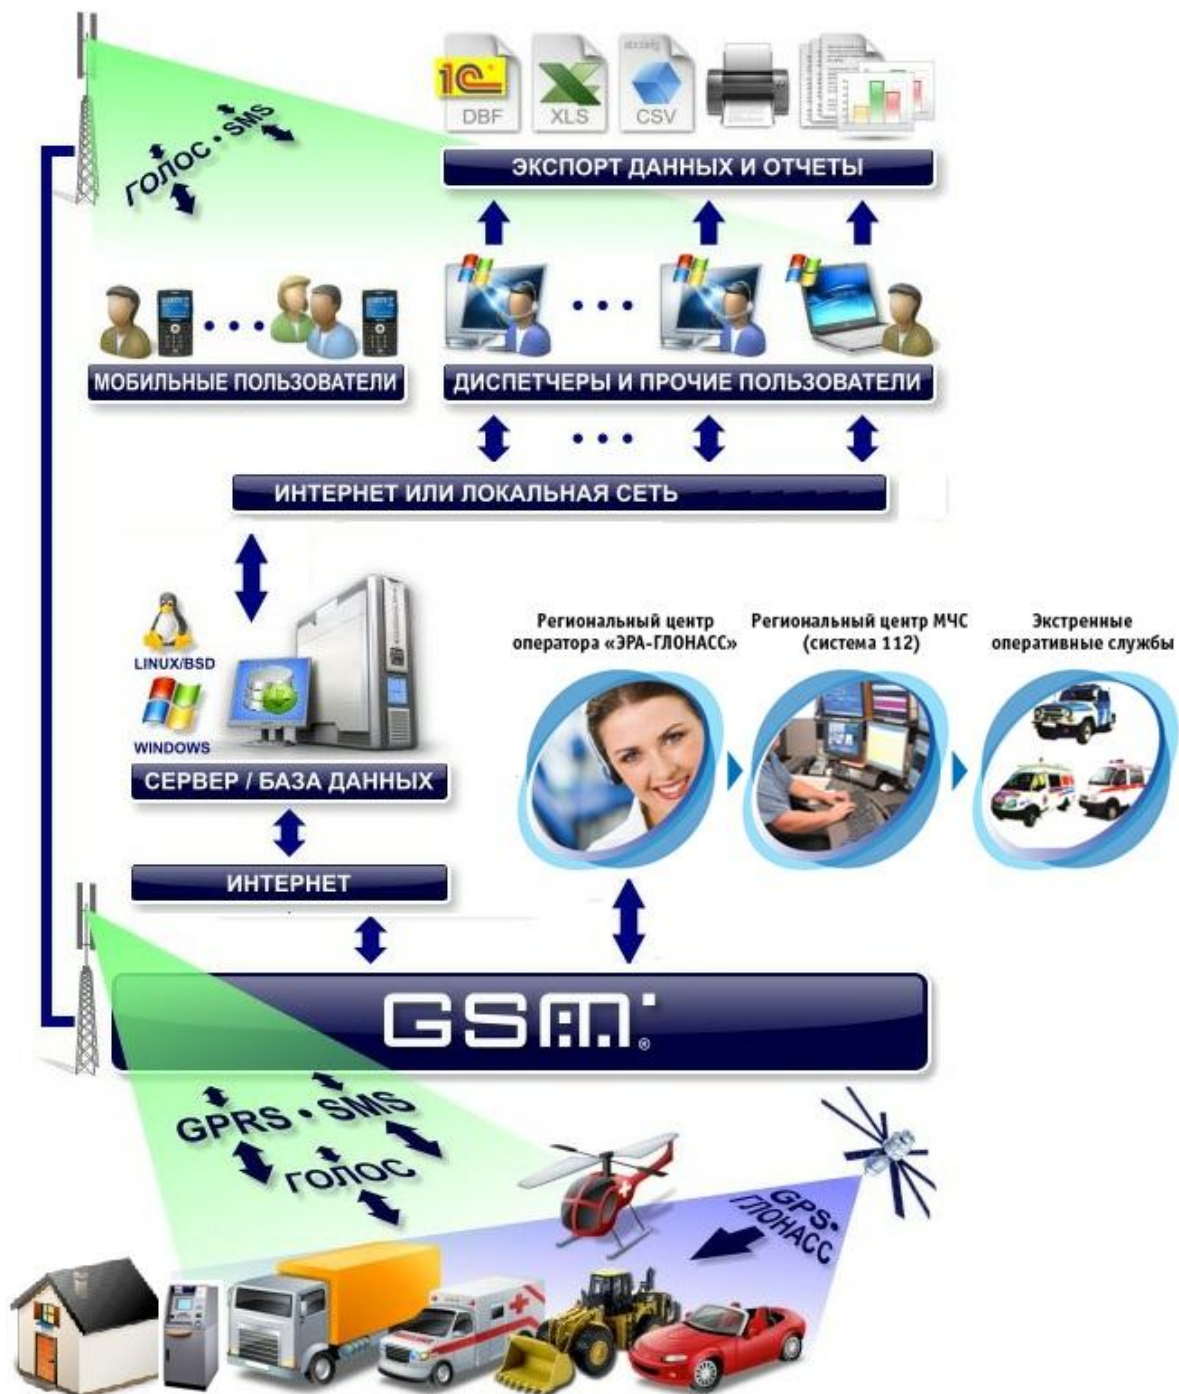 1С
DBF
XLS
CSV
ЭКСПОРТ ДАННЫХ И ОТЧЕТЫ
ГОЛОС • SMS
МОБИЛЬНЫЕ ПОЛЬЗОВАТЕЛИ
ДИСПЕТЧЕРЫ И ПРОЧИЕ ПОЛЬЗОВАТЕЛИ
ИНТЕРНЕТ ИЛИ ЛОКАЛЬНАЯ СЕТЬ
LINUX/BSD
WINDOWS
СЕРВЕР / БАЗА ДАННЫХ
Региональный центр
оператора «ЭРА-ГЛОНАСС»
Региональный центр МЧС
(система 112)
Экстренные
оперативные службы
ИНТЕРНЕТ
GSM®
GPRS • SMS
ГОЛОС
GPS•
ГЛОНАСС